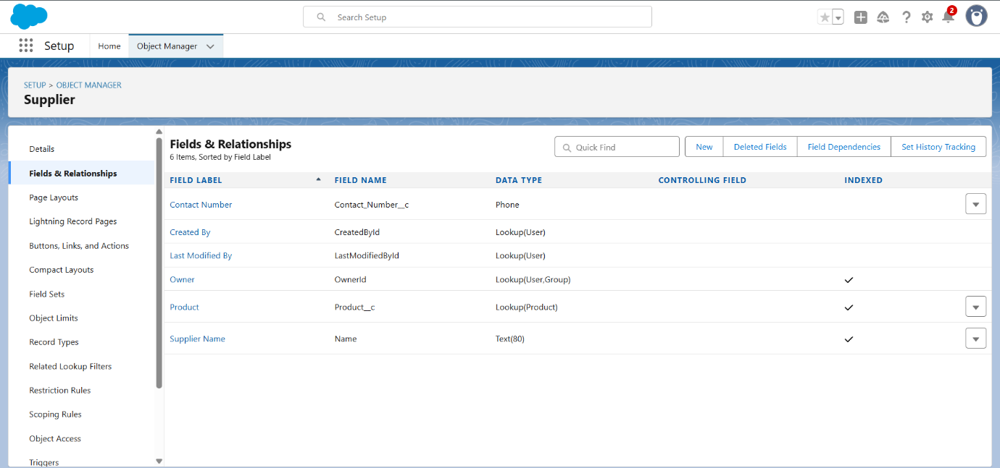 Search Setup
2
Setup
Home
Object Manager
SETUP > OBJECT MANAGER
Supplier
Details
Fields & Relationships
Page Layouts
Lightning Record Pages
Buttons, Links, and Actions
Compact Layouts
Field Sets
Object Limits
Record Types
Related Lookup Filters
Restriction Rules
Scoping Rules
Object Access
Triggers
Fields & Relationships
6 Items, Sorted by Field Label
Quick Find
New
Deleted Fields
Field Dependencies
Set History Tracking
FIELD LABEL FIELD NAME DATA TYPE CONTROLLING FIELD INDEXED
Contact Number Contact_Number__c Phone
Created By CreatedById Lookup(User)
Last Modified By LastModifiedById Lookup(User)
Owner OwnerId Lookup(User,Group)
Product Product__c Lookup(Product)
Supplier Name Name Text(80)